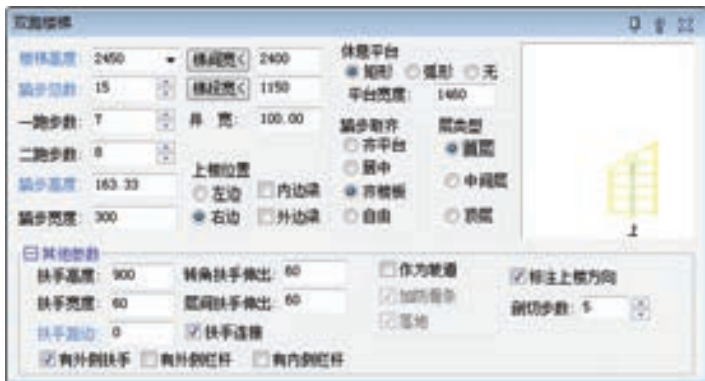 双跑楼梯
楼梯高度: 2450 梯间宽< 2400 休息平台
矩形 弧形 无
踏步总数: 15 梯段宽< 1150 平台宽度: 1460
一跑步数: 7 井 宽: 100.00 踏步取齐 层类型
二跑步数: 8 齐平台 首层
上楼位置 居中
踏步高度: 163.33 左边 内边梁 齐楼板 中间层
踏步宽度: 300 右边 外边梁 自由 顶层
上
其他参数
扶手高度: 900 转角扶手伸出: 60 作为坡道 标注上楼方向
扶手宽度: 60 层间扶手伸出: 60 加防滑条 剖切步数: 5
扶手距边: 0 扶手连接 落地
有外侧扶手 有外侧栏杆 有内侧栏杆